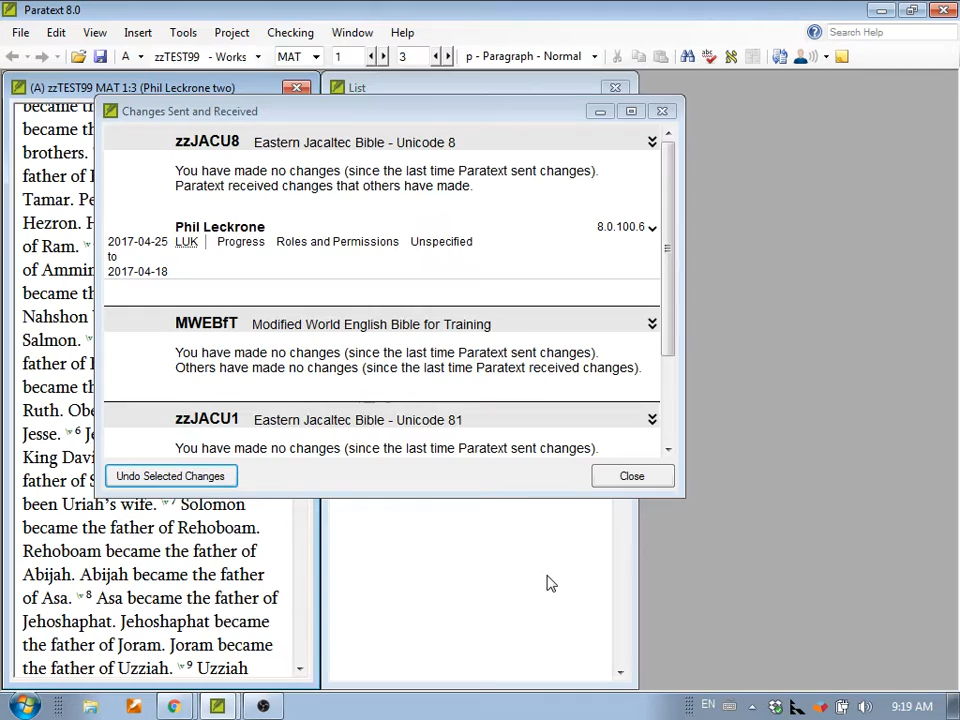 Paratext 8.0
File Edit View Insert Tools Project Checking Window Help
Search Help
A zzTEST99 - Works MAT 1 3 p - Paragraph - Normal
(A) zzTEST99 MAT 1:3 (Phil Leckrone two)
List
Changes Sent and Received
zzJACU8 Eastern Jacaltec Bible - Unicode 8
You have made no changes (since the last time Paratext sent changes).
Paratext received changes that others have made.
Phil Leckrone 8.0.100.6
2017-04-25 LUK Progress Roles and Permissions Unspecified
to
2017-04-18
MWEBfT Modified World English Bible for Training
You have made no changes (since the last time Paratext sent changes).
Others have made no changes (since the last time Paratext received changes).
zzJACU1 Eastern Jacaltec Bible - Unicode 81
You have made no changes (since the last time Paratext sent changes).
Undo Selected Changes Close
became the
became the
brothers.
father of
Tamar. Pe
Hezron. H
of Ram.
of Ammin
became the
Nahshon
Salmon.
father of
became the
Ruth. Obe
Jesse. 6 Je
King Davi
father of S
been Uriah's wife. 7 Solomon
became the father of Rehoboam.
Rehoboam became the father of
Abijah. Abijah became the father
of Asa. 8 Asa became the father of
Jehoshaphat. Jehoshaphat became
the father of Joram. Joram became
the father of Uzziah. 9 Uzziah
EN 9:19 AM